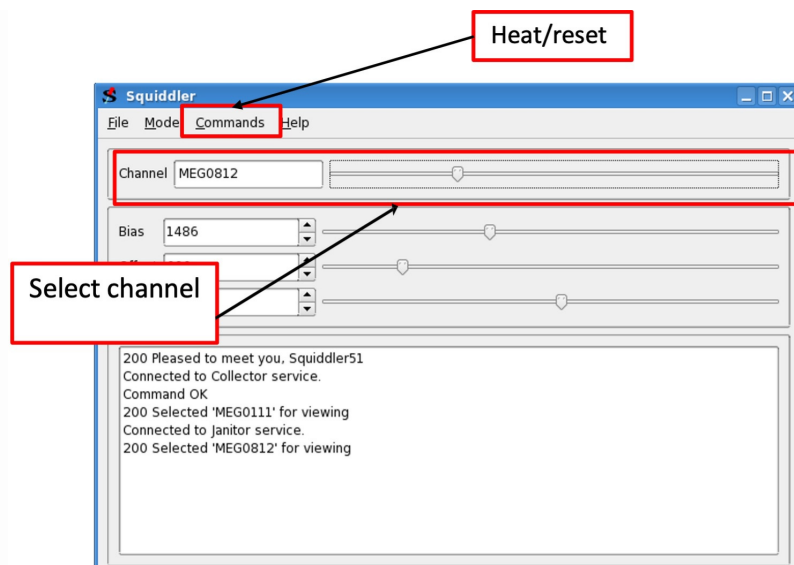 Heat/reset
Squiddler
File Mode Commands Help
Channel MEG0812
Bias 1486
Select channel
200 Pleased to meet you, Squiddler51
Connected to Collector service.
Command OK
200 Selected 'MEG0111' for viewing
Connected to Janitor service.
200 Selected 'MEG0812' for viewing